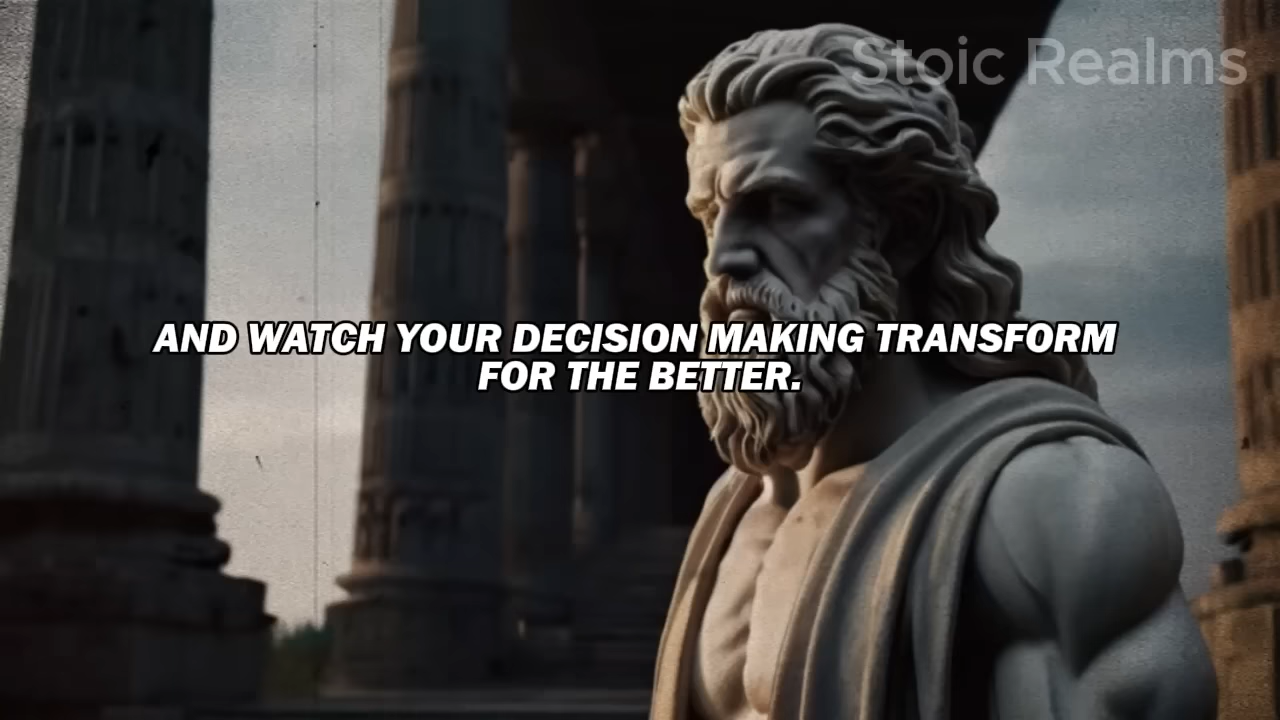 Stoic Realms
AND WATCH YOUR DECISION MAKING TRANSFORM
FOR THE BETTER.